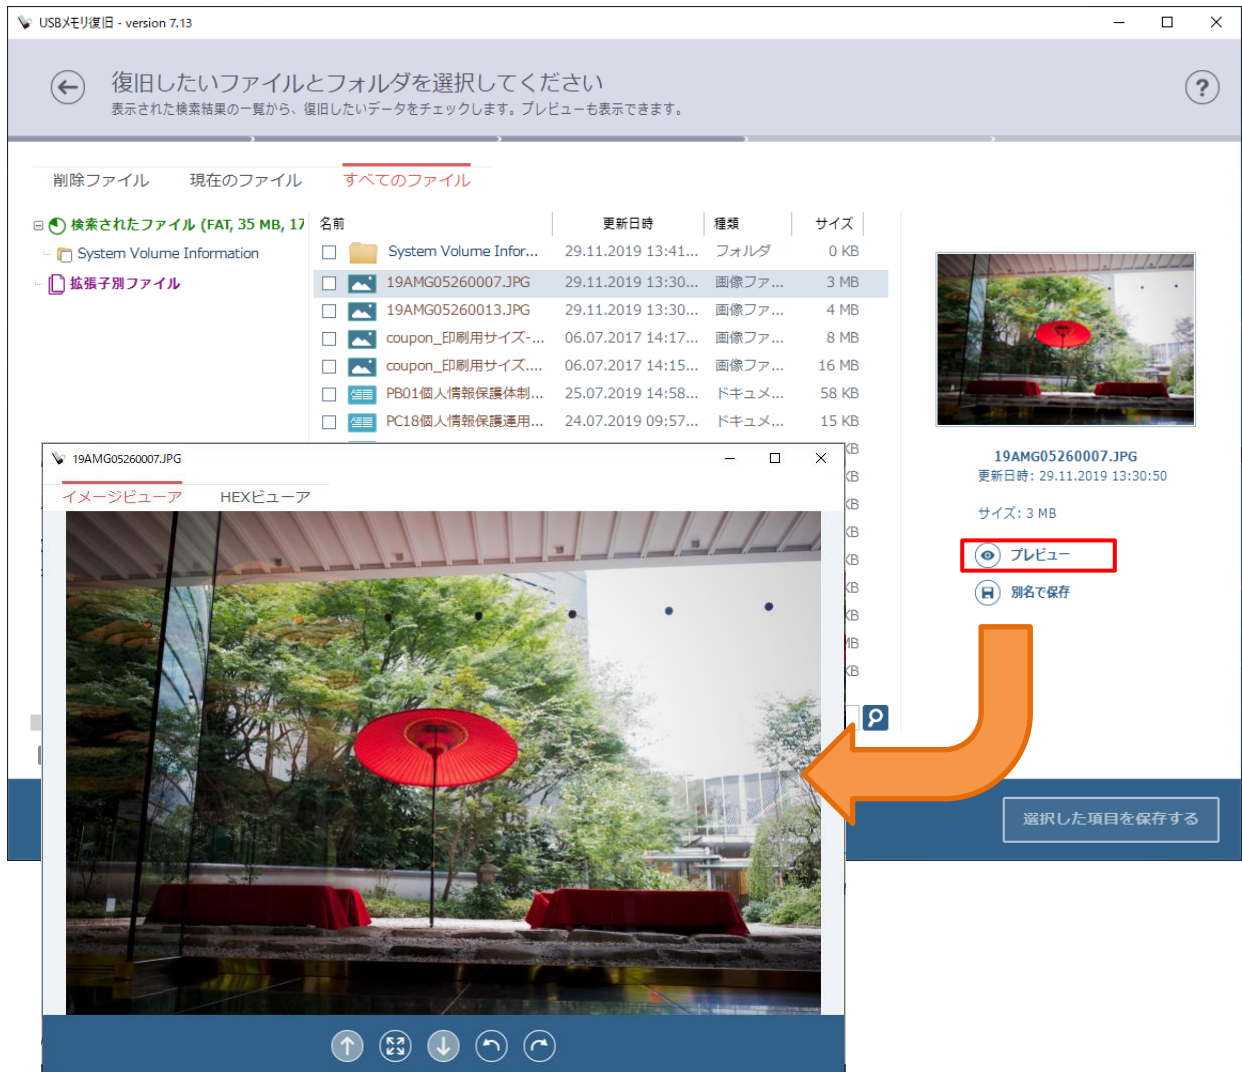 USBメモリ復旧 - version 7.13
復旧したいファイルとフォルダを選択してください
表示された検索結果の一覧から、復旧したいデータをチェックします。プレビューも表示できます。
削除ファイル 現在のファイル すべてのファイル
検索されたファイル (FAT, 35 MB, 17
System Volume Information
拡張子別ファイル
名前 更新日時 種類 サイズ
System Volume Infor... 29.11.2019 13:41... フォルダ 0 KB
19AMG05260007.JPG 29.11.2019 13:30... 画像ファ... 3 MB
19AMG05260013.JPG 29.11.2019 13:30... 画像ファ... 4 MB
coupon_印刷用サイズ-... 06.07.2017 14:17... 画像ファ... 8 MB
coupon_印刷用サイズ.... 06.07.2017 14:15... 画像ファ... 16 MB
PB01個人情報保護体制... 25.07.2019 14:58... ドキュメ... 58 KB
PC18個人情報保護運用... 24.07.2019 09:57... ドキュメ... 15 KB
KB
KB
KB
KB
KB
KB
KB
MB
KB
19AMG05260007.JPG
更新日時: 29.11.2019 13:30:50
サイズ: 3 MB
プレビュー
別名で保存
選択した項目を保存する
19AMG05260007.JPG
イメージビューア HEXビューア